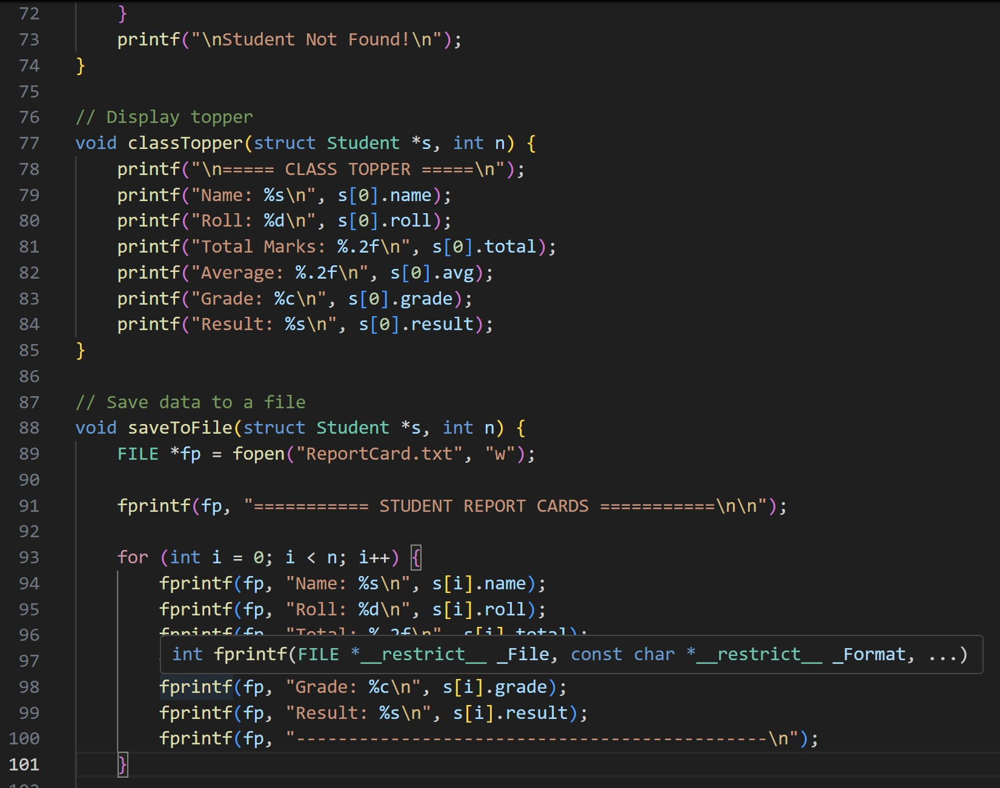 72 }
73 printf("\nStudent Not Found!\n");
74 }
75
76 // Display topper
77 void classTopper(struct Student *s, int n) {
78 printf("\n===== CLASS TOPPER =====\n");
79 printf("Name: %s\n", s[0].name);
80 printf("Roll: %d\n", s[0].roll);
81 printf("Total Marks: %.2f\n", s[0].total);
82 printf("Average: %.2f\n", s[0].avg);
83 printf("Grade: %c\n", s[0].grade);
84 printf("Result: %s\n", s[0].result);
85 }
86
87 // Save data to a file
88 void saveToFile(struct Student *s, int n) {
89 FILE *fp = fopen("ReportCard.txt", "w");
90
91 fprintf(fp, "=========== STUDENT REPORT CARDS ===========\n\n");
92
93 for (int i = 0; i < n; i++) {
94 fprintf(fp, "Name: %s\n", s[i].name);
95 fprintf(fp, "Roll: %d\n", s[i].roll);
96 fprintf(fp, "Total: %.2f\n", s[i].total);
97 int fprintf(FILE *__restrict__ _File, const char *__restrict__ _Format, ...)
98 fprintf(fp, "Grade: %c\n", s[i].grade);
99 fprintf(fp, "Result: %s\n", s[i].result);
100 fprintf(fp, "---------------------------------------------\n");
101 }